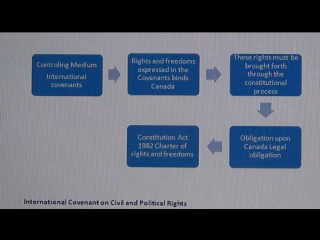 Controling Medium
International
covenants
Rights and freedoms
expressed in the
Covenants binds
Canada
These rights must be
brought forth
through the
constitutional
process
Obligation upon
Canada Legal
obligation
Constitution Act
1982 Charter of
rights and freedoms
International Covenant on Civil and Political Rights